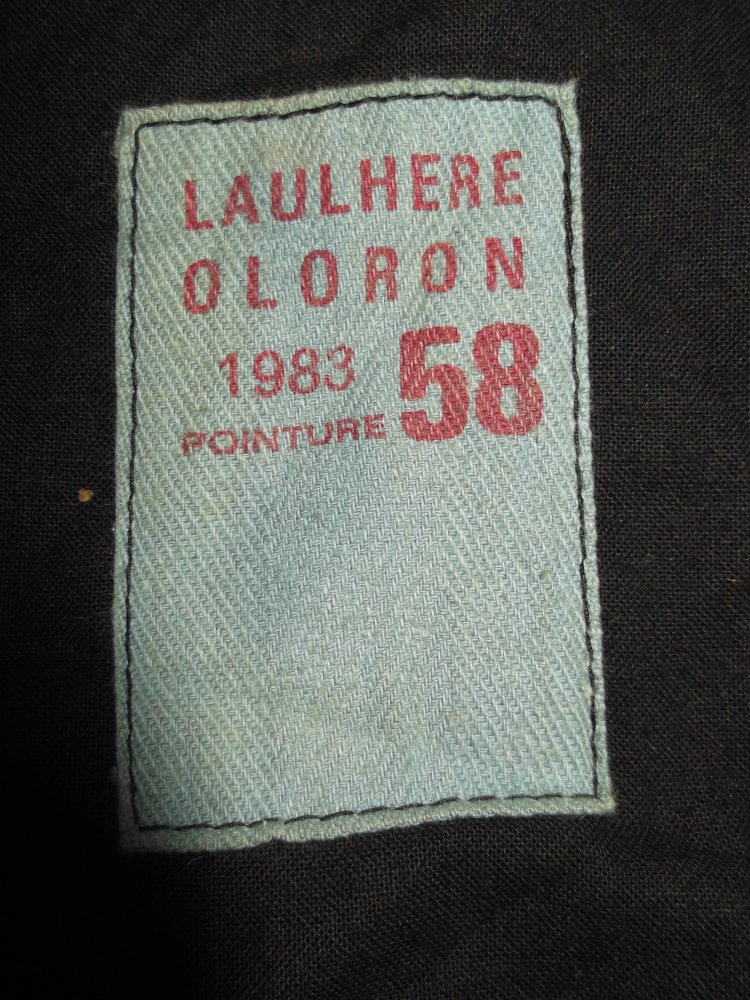 LAULHERE
OLORON
1983
POINTURE 58